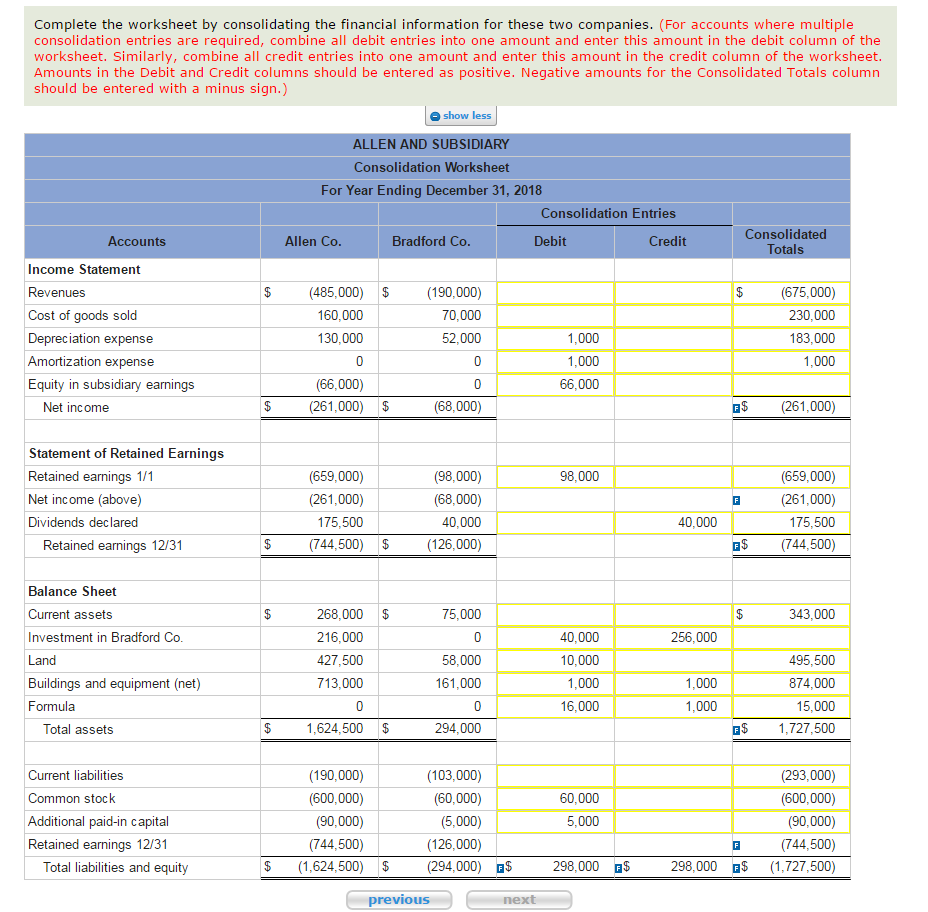 Complete the worksheet by consolidating the financial information for these two companies. (For accounts where multiple
consolidation entries are required, combine all debit entries into one amount and enter this amount in the debit column of the
worksheet. Similarly, combine all credit entries into one amount and enter this amount in the credit column of the worksheet.
Amounts in the Debit and Credit columns should be entered as positive. Negative amounts for the Consolidated Totals column
should be entered with a minus sign.)
show less
ALLEN AND SUBSIDIARY
Consolidation Worksheet
For Year Ending December 31, 2018
Consolidation Entries
Accounts Allen Co. Bradford Co. Debit Credit Consolidated Totals
Income Statement
Revenues $ (485,000) $ (190,000) $ (675,000)
Cost of goods sold 160,000 70,000 230,000
Depreciation expense 130,000 52,000 1,000 183,000
Amortization expense 0 0 1,000 1,000
Equity in subsidiary earnings (66,000) 0 66,000
Net income $ (261,000) $ (68,000) F $ (261,000)
Statement of Retained Earnings
Retained earnings 1/1 (659,000) (98,000) 98,000 (659,000)
Net income (above) (261,000) (68,000) F (261,000)
Dividends declared 175,500 40,000 40,000 175,500
Retained earnings 12/31 $ (744,500) $ (126,000) F $ (744,500)
Balance Sheet
Current assets $ 268,000 $ 75,000 $ 343,000
Investment in Bradford Co. 216,000 0 40,000 256,000
Land 427,500 58,000 10,000 495,500
Buildings and equipment (net) 713,000 161,000 1,000 1,000 874,000
Formula 0 0 16,000 1,000 15,000
Total assets $ 1,624,500 $ 294,000 F $ 1,727,500
Current liabilities (190,000) (103,000) (293,000)
Common stock (600,000) (60,000) 60,000 (600,000)
Additional paid-in capital (90,000) (5,000) 5,000 (90,000)
Retained earnings 12/31 (744,500) (126,000) F (744,500)
Total liabilities and equity $ (1,624,500) $ (294,000) F $ 298,000 F $ 298,000 F $ (1,727,500)
previous next